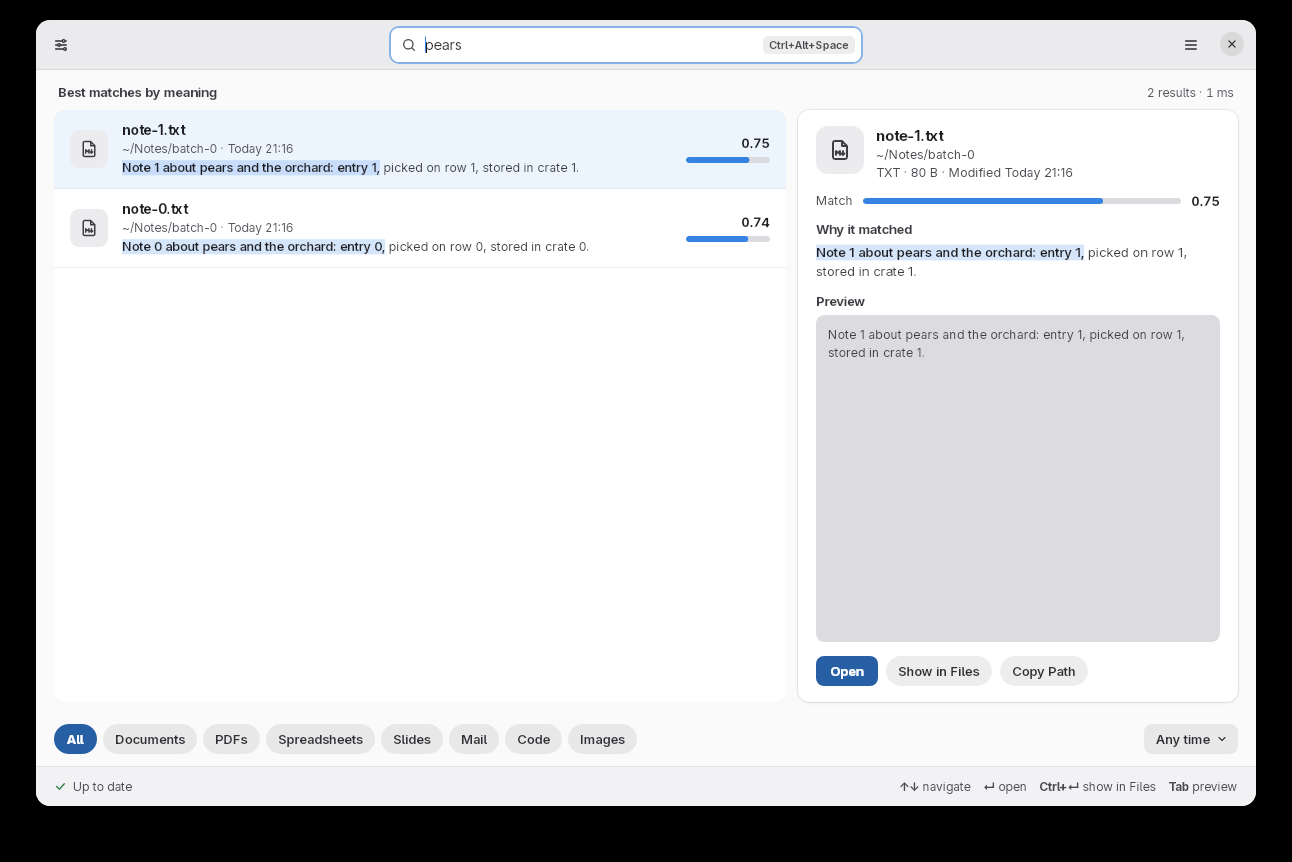 pears
Ctrl+Alt+Space
Best matches by meaning
2 results · 1 ms
note-1.txt
~/Notes/batch-0 · Today 21:16
Note 1 about pears and the orchard: entry 1, picked on row 1, stored in crate 1.
0.75
note-0.txt
~/Notes/batch-0 · Today 21:16
Note 0 about pears and the orchard: entry 0, picked on row 0, stored in crate 0.
0.74
note-1.txt
~/Notes/batch-0
TXT · 80 B · Modified Today 21:16
Match 0.75
Why it matched
Note 1 about pears and the orchard: entry 1, picked on row 1,
stored in crate 1.
Preview
Note 1 about pears and the orchard: entry 1, picked on row 1,
stored in crate 1.
Open Show in Files Copy Path
All Documents PDFs Spreadsheets Slides Mail Code Images
Any time
Up to date
↑↓ navigate ↵ open Ctrl+↵ show in Files Tab preview